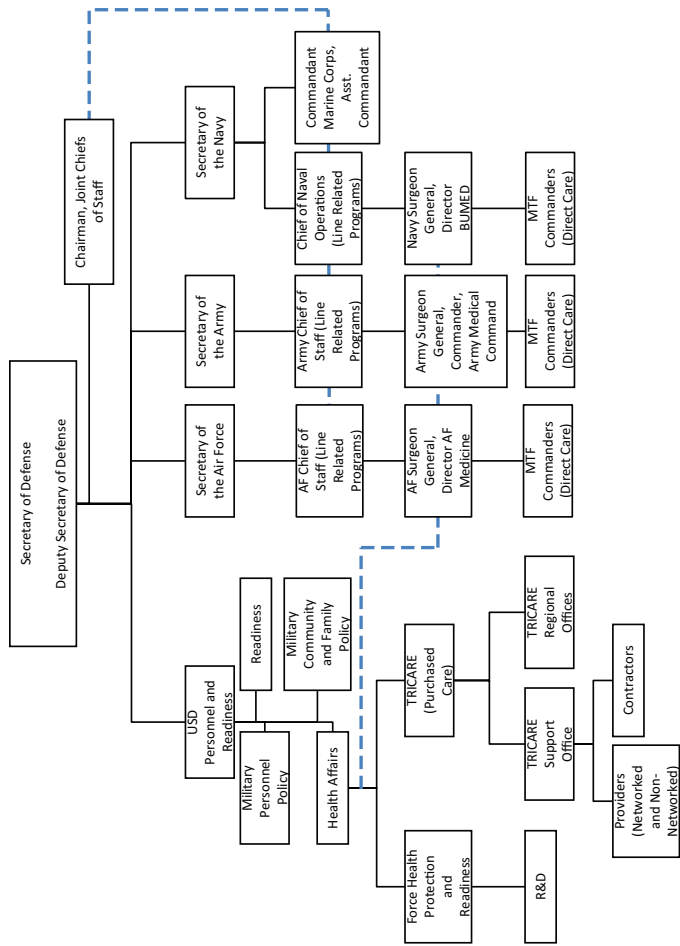 Secretary of Defense
Deputy Secretary of Defense
Chairman, Joint Chiefs
of Staff
USD
Personnel and
Readiness
Secretary of
the Air Force
Secretary of
the Army
Secretary of
the Navy
Military
Personnel
Policy
Readiness
Health Affairs
Military
Community
and Family
Policy
AF Chief of
Staff (Line
Related
Programs)
Army Chief of
Staff (Line
Related
Programs)
Chief of Naval
Operations
(Line Related
Programs)
Commandant
Marine Corps,
Asst.
Commandant
Force Health
Protection
and
Readiness
TRICARE
(Purchased
Care)
AF Surgeon
General,
Director AF
Medicine
Army Surgeon
General,
Commander,
Army Medical
Command
Navy Surgeon
General,
Director
BUMED
R&D
TRICARE
Support
Office
TRICARE
Regional
Offices
MTF
Commanders
(Direct Care)
MTF
Commanders
(Direct Care)
MTF
Commanders
(Direct Care)
Providers
(Networked
and Non-
Networked)
Contractors